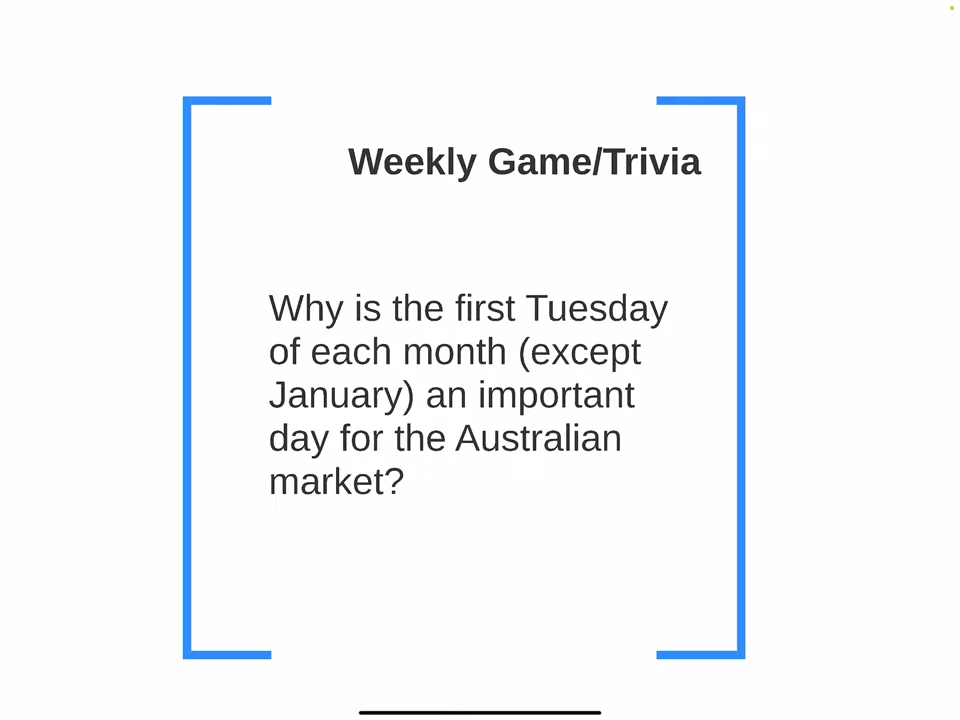 Weekly Game/Trivia
Why is the first Tuesday
of each month (except
January) an important
day for the Australian
market?